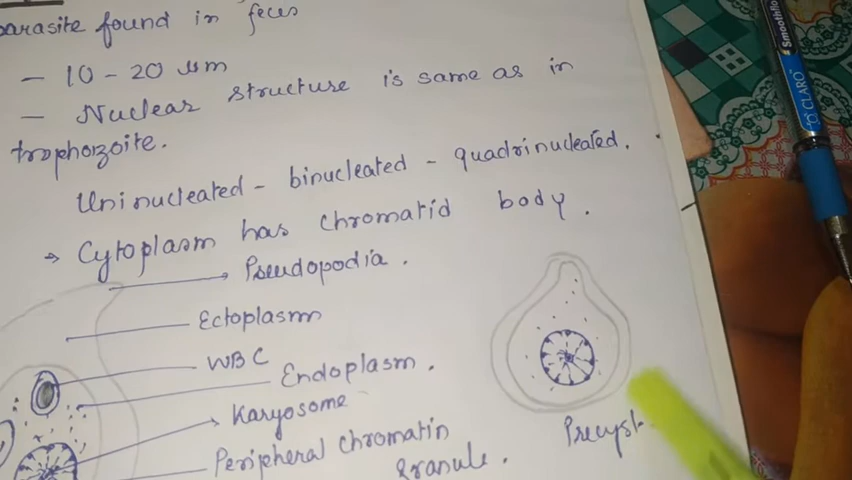 parasite found in feces
- 10 - 20 µm
- Nuclear structure is same as in
trophozoite.
Uninucleated - binucleated - quadrinucleated.
→ Cytoplasm has chromatid body.
Pseudopodia.
Ectoplasm
WBC
Endoplasm.
Karyosome
Peripheral chromatin
granule.
Precyst
CLARO
Smoothflo